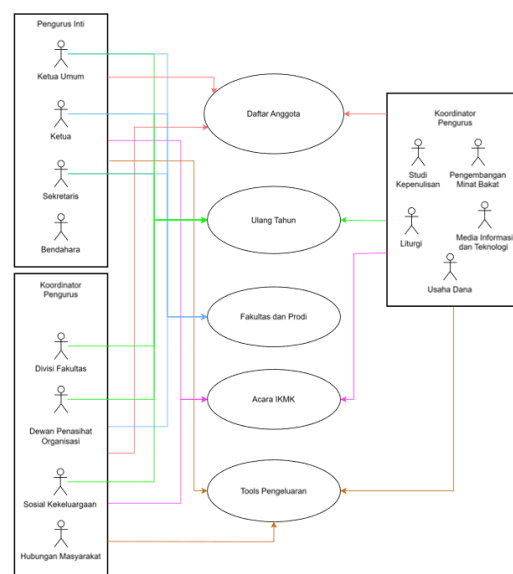 Pengurus Inti
Ketua Umum
Ketua
Sekretaris
Bendahara
Koordinator
Pengurus
Divisi Fakultas
Dewan Penasihat
Organisasi
Sosial Kekeluargaan
Hubungan Masyarakat
Daftar Anggota
Ulang Tahun
Fakultas dan Prodi
Acara IKMK
Tools Pengeluaran
Koordinator
Pengurus
Studi
Kepenulisan
Pengembangan
Minat Bakat
Liturgi
Media Informasi
dan Teknologi
Usaha Dana